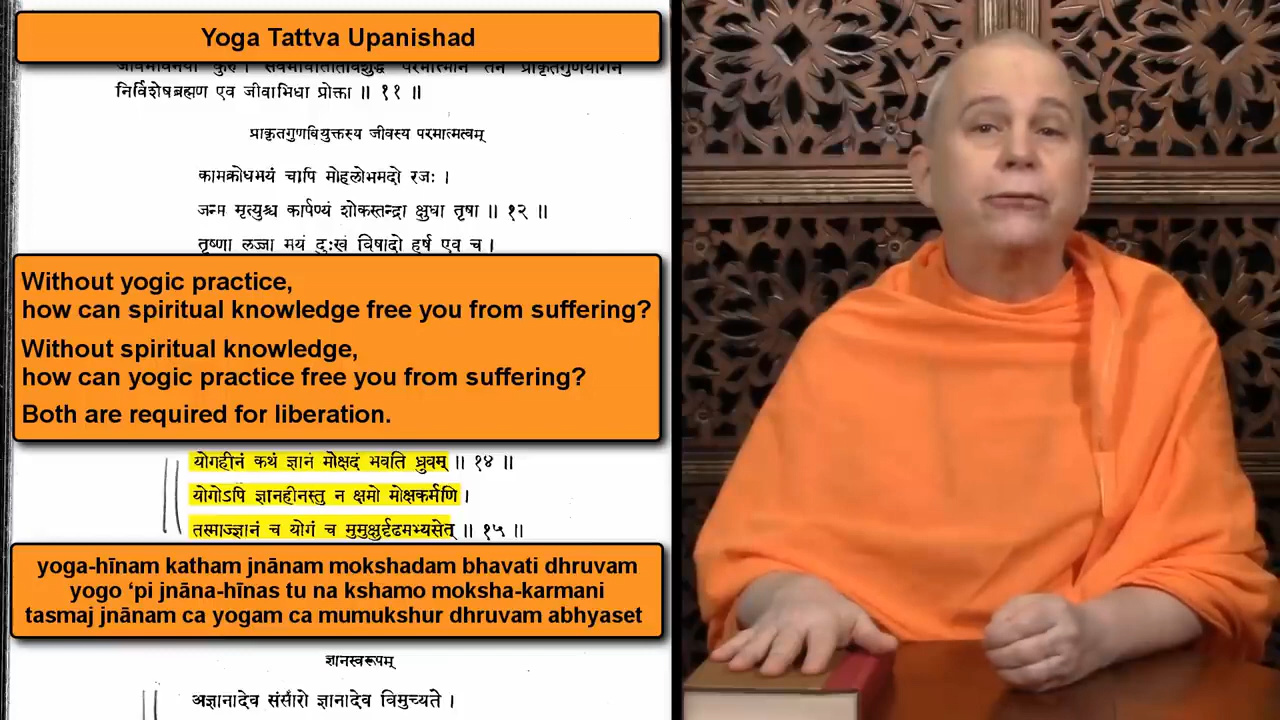 Yoga Tattva Upanishad
निर्विशेषब्रह्मण एव जीवाभिधा प्रोक्ता ॥ ११ ॥
प्राकृतगुणवियुक्तस्य जीवस्य परमात्मत्वम्
कामक्रोधभयं चापि मोहलोभमदो रजः ।
जन्म मृत्युश्च कार्पण्यं शोकस्तन्द्रा क्षुधा तृषा ॥ १२ ॥
तृष्णा लज्जा भयं दुःखं विषादो हर्ष एव च ।
Without yogic practice,
how can spiritual knowledge free you from suffering?
Without spiritual knowledge,
how can yogic practice free you from suffering?
Both are required for liberation.
योगहीनं कथं ज्ञानं मोक्षदं भवति ध्रुवम् ॥ १४ ॥
योगोऽपि ज्ञानहीनस्तु न क्षमो मोक्षकर्मणि ।
तस्माज्ज्ञानं च योगं च मुमुक्षुर्दृढमभ्यसेत् ॥ १५ ॥
yoga-hīnam katham jnānam mokshadam bhavati dhruvam
yogo ‘pi jnāna-hīnas tu na kshamo moksha-karmani
tasmaj jnānam ca yogam ca mumukshur dhruvam abhyaset
ज्ञानस्वरूपम्
अज्ञानादेव संसारो ज्ञानादेव विमुच्यते ।